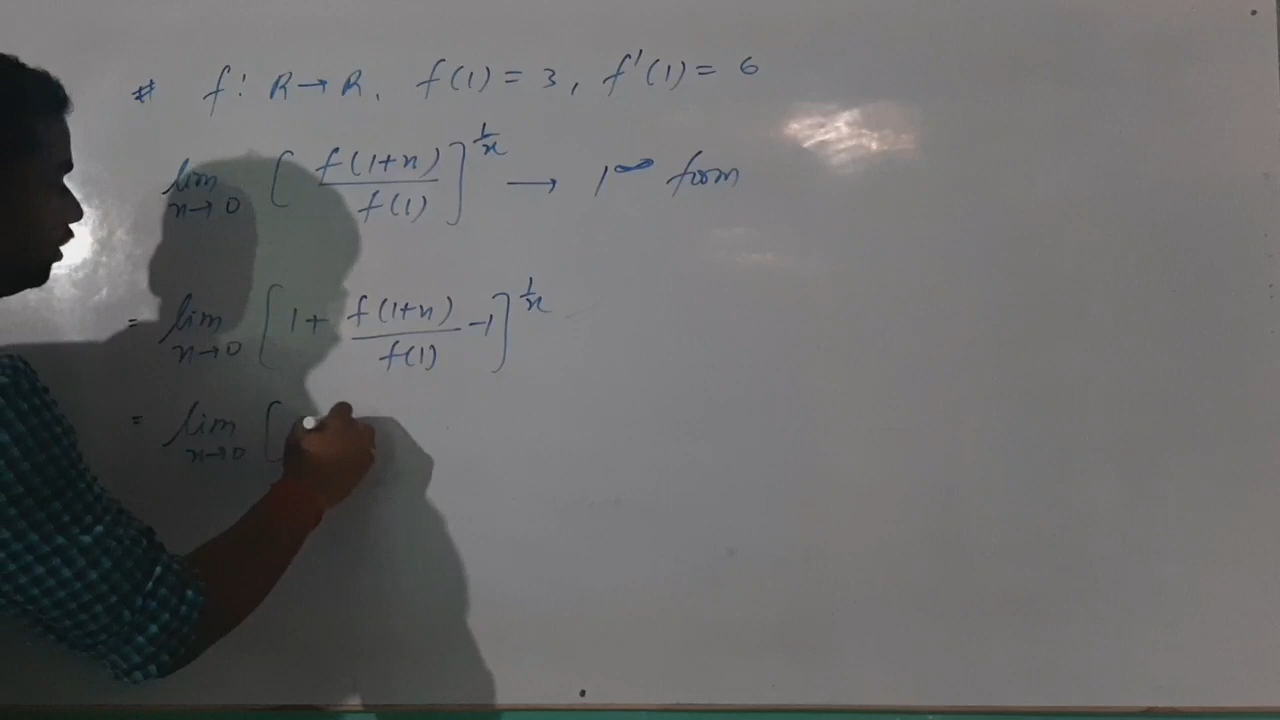 # f: R→R, f(1) = 3, f'(1) = 6
lim x→0 [ f(1+x) / f(1) ]^(1/x) → 1^∞ form
= lim x→0 [ 1 + f(1+x) / f(1) - 1 ]^(1/x)
= lim x→0 [